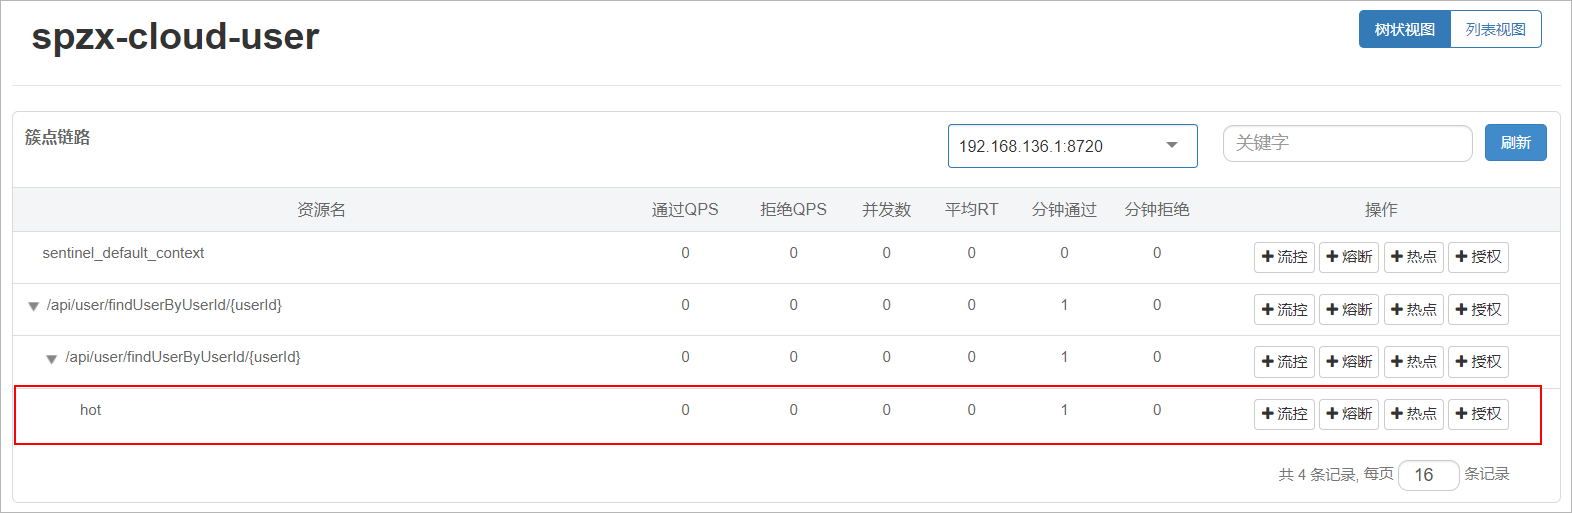 spzx-cloud-user
树状视图 列表视图
簇点链路 192.168.136.1:8720 关键字 刷新
资源名 通过QPS 拒绝QPS 并发数 平均RT 分钟通过 分钟拒绝 操作
sentinel_default_context 0 0 0 0 0 0 +流控 +熔断 +热点 +授权
/api/user/findUserByUserId/{userId} 0 0 0 0 1 0 +流控 +熔断 +热点 +授权
/api/user/findUserByUserId/{userId} 0 0 0 0 1 0 +流控 +熔断 +热点 +授权
hot 0 0 0 0 1 0 +流控 +熔断 +热点 +授权
共 4 条记录, 每页 16 条记录